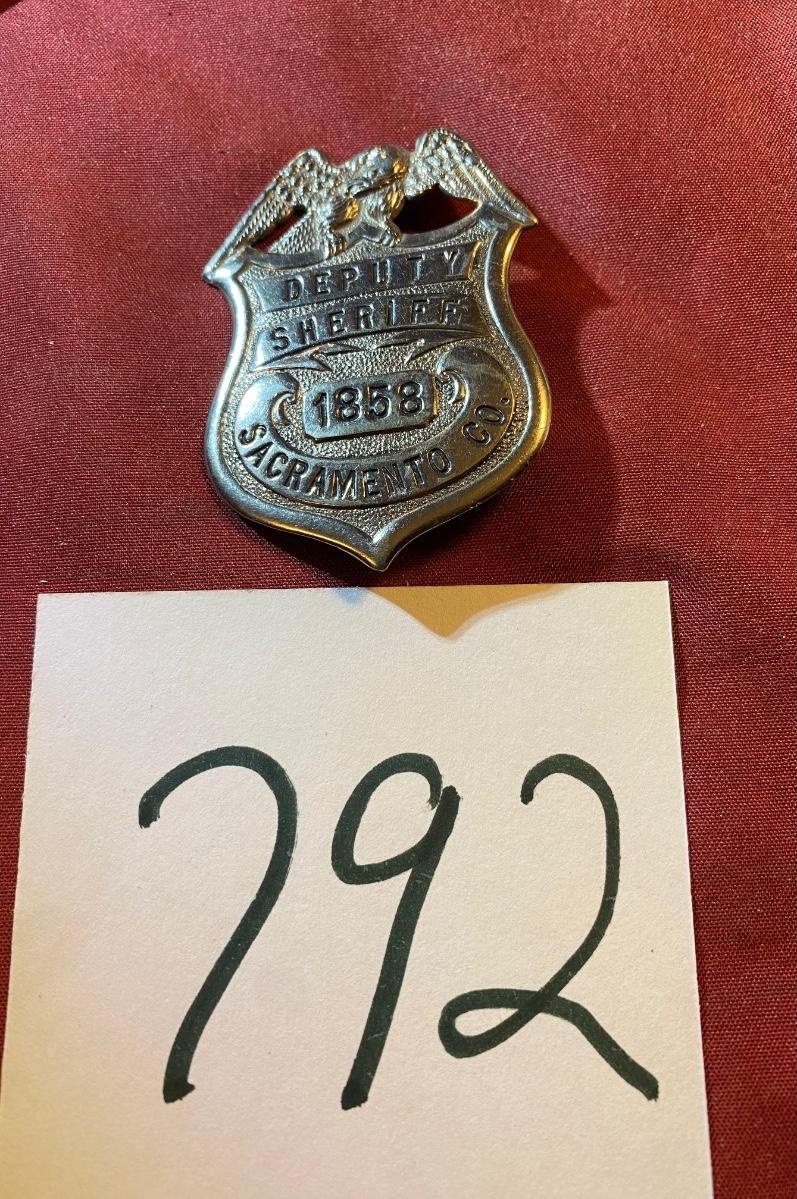 DEPUTY
SHERIFF
1858
SACRAMENTO CO.
792